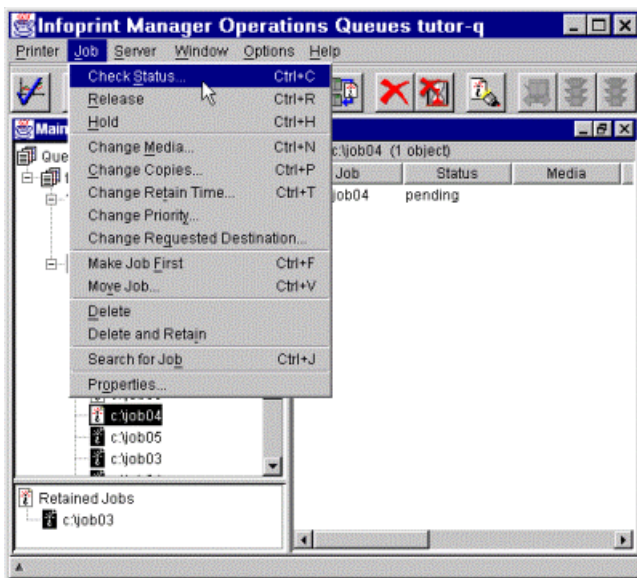 Infoprint Manager Operations Queues tutor-q
Printer Job Server Window Options Help
Check Status... Ctrl+C
Release Ctrl+R
Hold Ctrl+H
Change Media... Ctrl+N
Change Copies... Ctrl+P
Change Retain Time... Ctrl+T
Change Priority...
Change Requested Destination...
Make Job First Ctrl+F
Move Job... Ctrl+V
Delete
Delete and Retain
Search for Job Ctrl+J
Properties...
Main
Que
c:\job04 (1 object)
Job Status Media
job04 pending
c:\job04
c:\job05
c:\job03
Retained Jobs
c:\job03